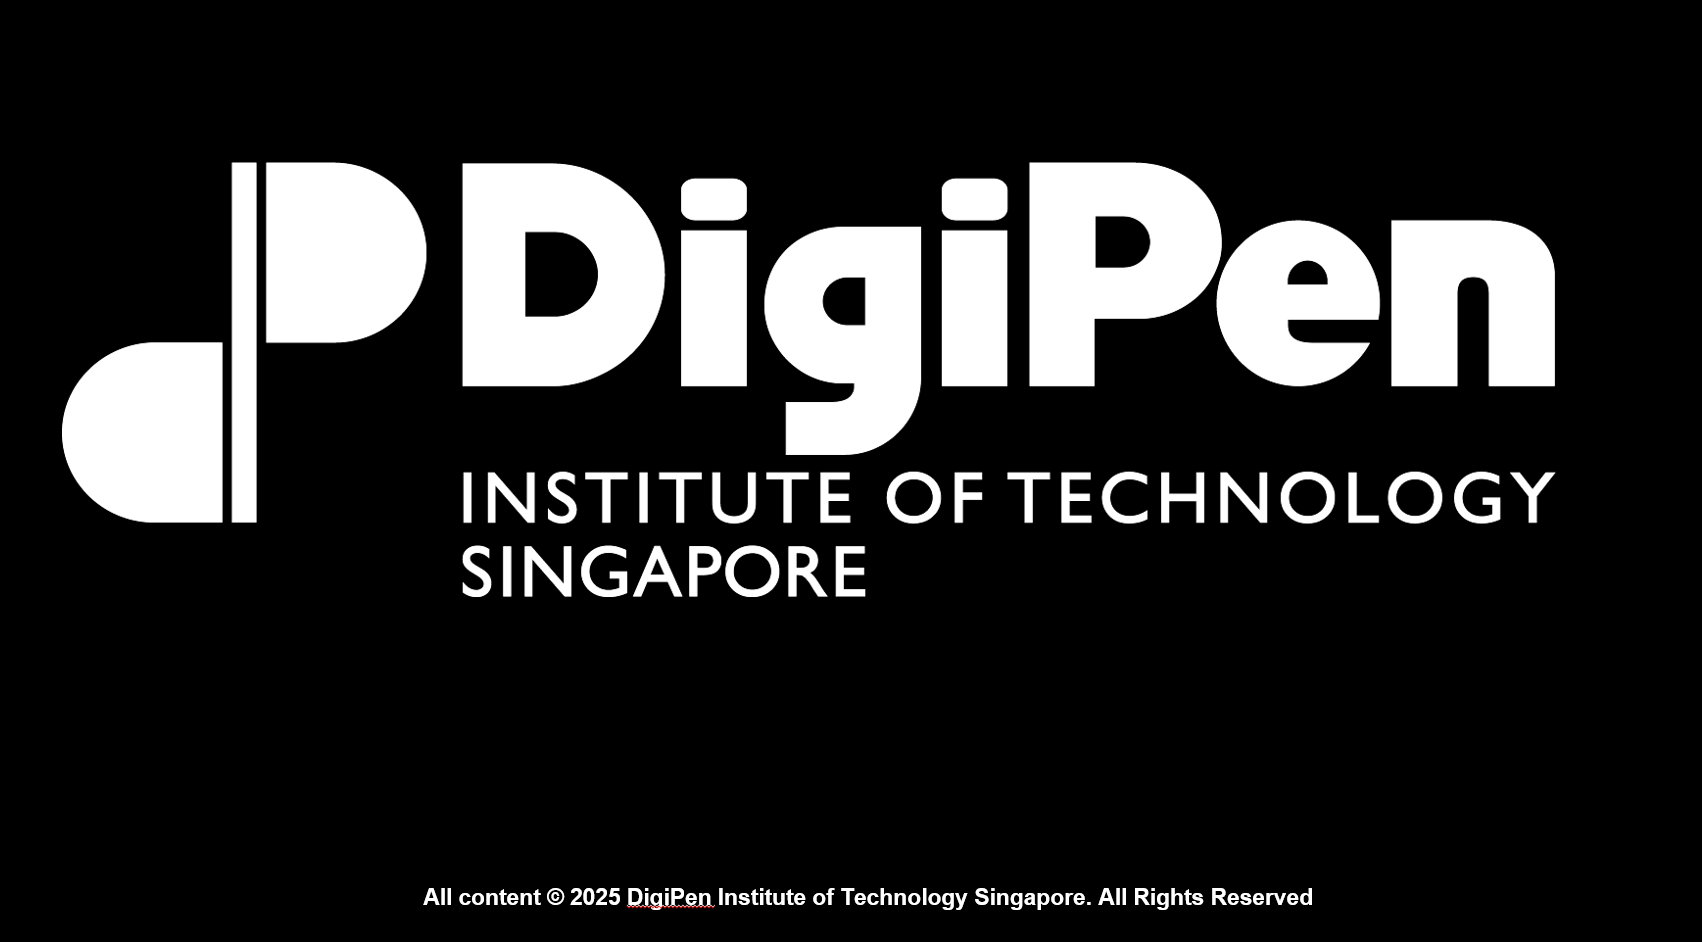 DigiPen
INSTITUTE OF TECHNOLOGY
SINGAPORE
All content © 2025 DigiPen Institute of Technology Singapore. All Rights Reserved